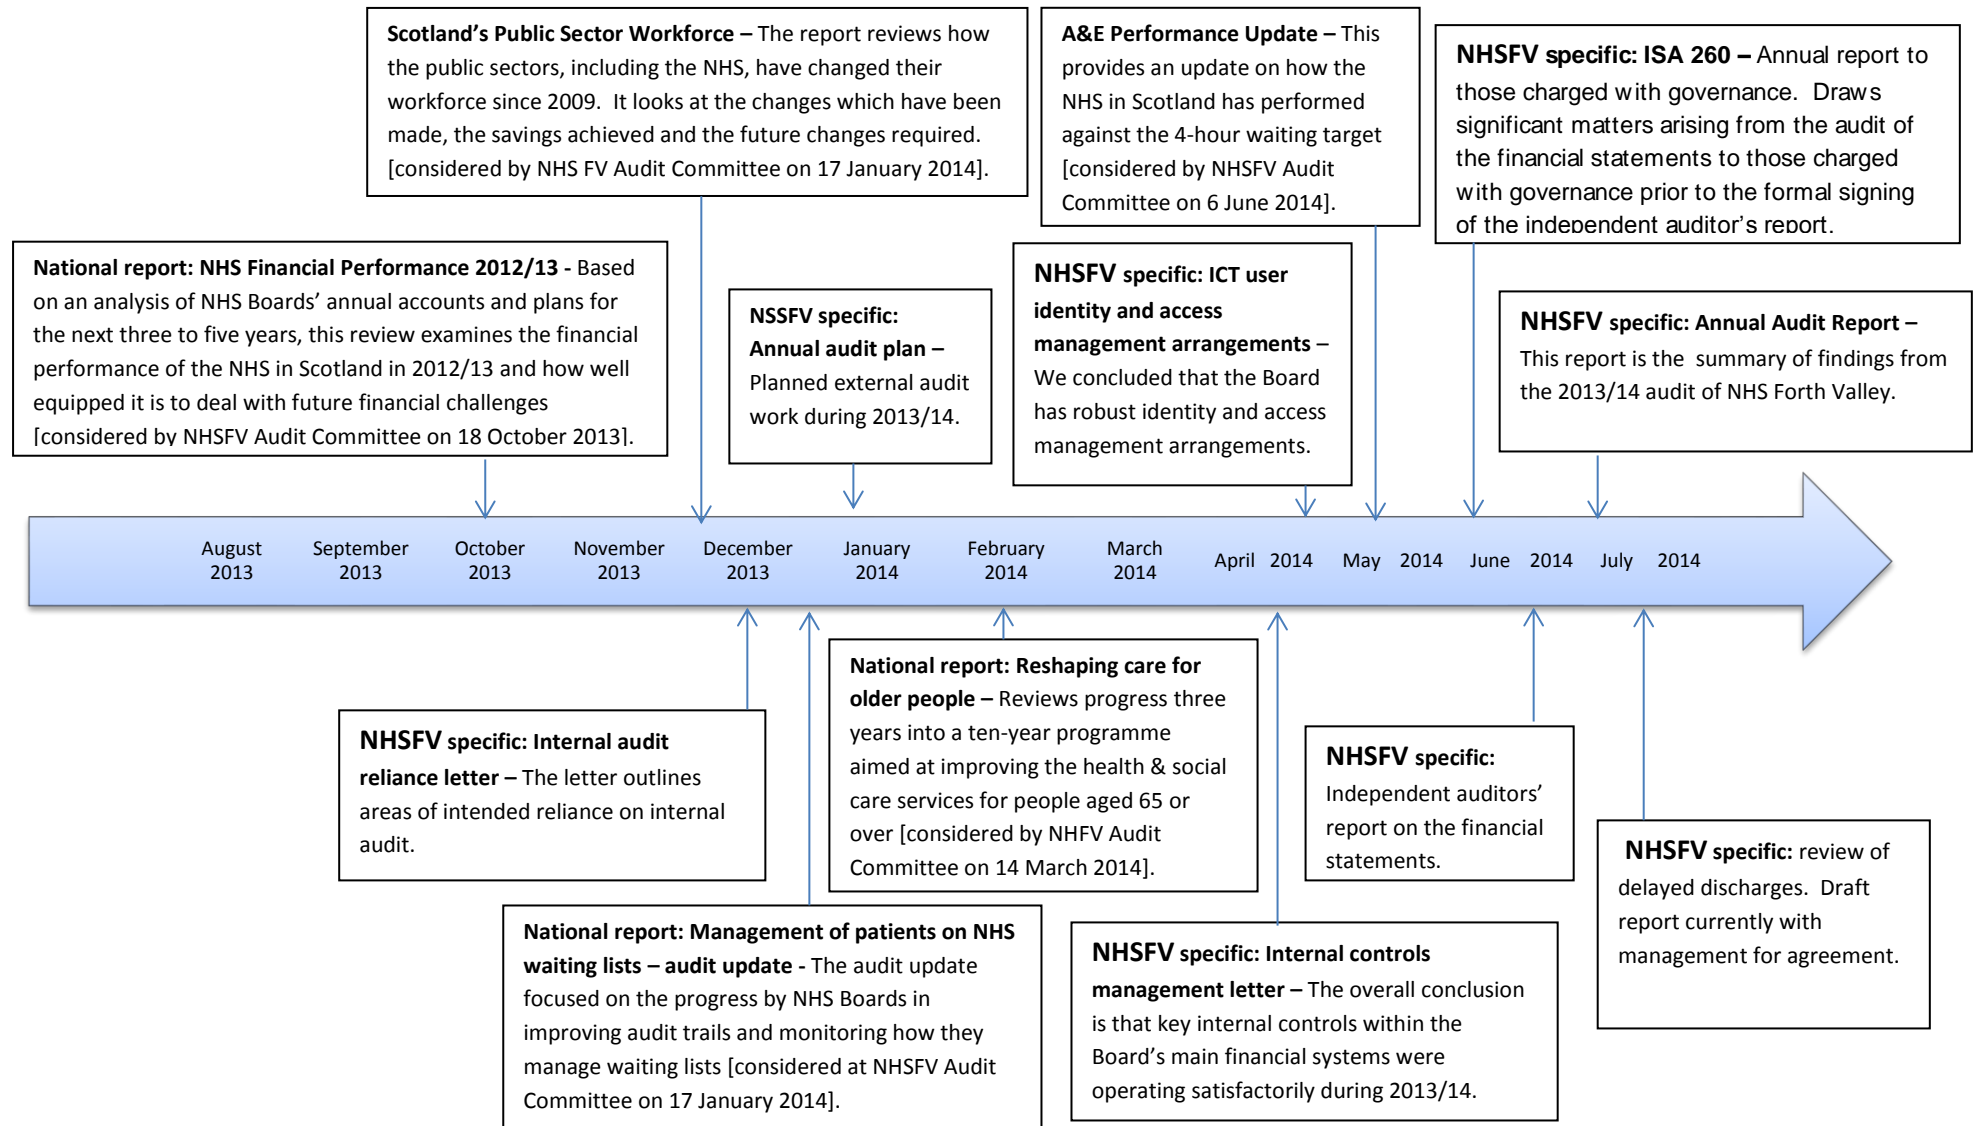 Scotland's Public Sector Workforce – The report reviews how
the public sectors, including the NHS, have changed their
workforce since 2009.  It looks at the changes which have been
made, the savings achieved and the future changes required.
[considered by NHS FV Audit Committee on 17 January 2014].
A&E Performance Update – This
provides an update on how the
NHS in Scotland has performed
against the 4-hour waiting target
[considered by NHSFV Audit
Committee on 6 June 2014].
NHSFV specific: ISA 260 – Annual report to
those charged with governance.  Draws
significant matters arising from the audit of
the financial statements to those charged
with governance prior to the formal signing
of the independent auditor's report.
National report: NHS Financial Performance 2012/13 - Based
on an analysis of NHS Boards' annual accounts and plans for
the next three to five years, this review examines the financial
performance of the NHS in Scotland in 2012/13 and how well
equipped it is to deal with future financial challenges
[considered by NHSFV Audit Committee on 18 October 2013].
NSSFV specific:
Annual audit plan –
Planned external audit
work during 2013/14.
NHSFV specific: ICT user
identity and access
management arrangements –
We concluded that the Board
has robust identity and access
management arrangements.
NHSFV specific: Annual Audit Report –
This report is the  summary of findings from
the 2013/14 audit of NHS Forth Valley.
August
2013
September
2013
October
2013
November
2013
December
2013
January
2014
February
2014
March
2014
April 2014
May 2014
June 2014
July 2014
NHSFV specific: Internal audit
reliance letter – The letter outlines
areas of intended reliance on internal
audit.
National report: Management of patients on NHS
waiting lists – audit update - The audit update
focused on the progress by NHS Boards in
improving audit trails and monitoring how they
manage waiting lists [considered at NHSFV Audit
Committee on 17 January 2014].
National report: Reshaping care for
older people – Reviews progress three
years into a ten-year programme
aimed at improving the health & social
care services for people aged 65 or
over [considered by NHFV Audit
Committee on 14 March 2014].
NHSFV specific: Internal controls
management letter – The overall conclusion
is that key internal controls within the
Board's main financial systems were
operating satisfactorily during 2013/14.
NHSFV specific:
Independent auditors'
report on the financial
statements.
NHSFV specific: review of
delayed discharges.  Draft
report currently with
management for agreement.